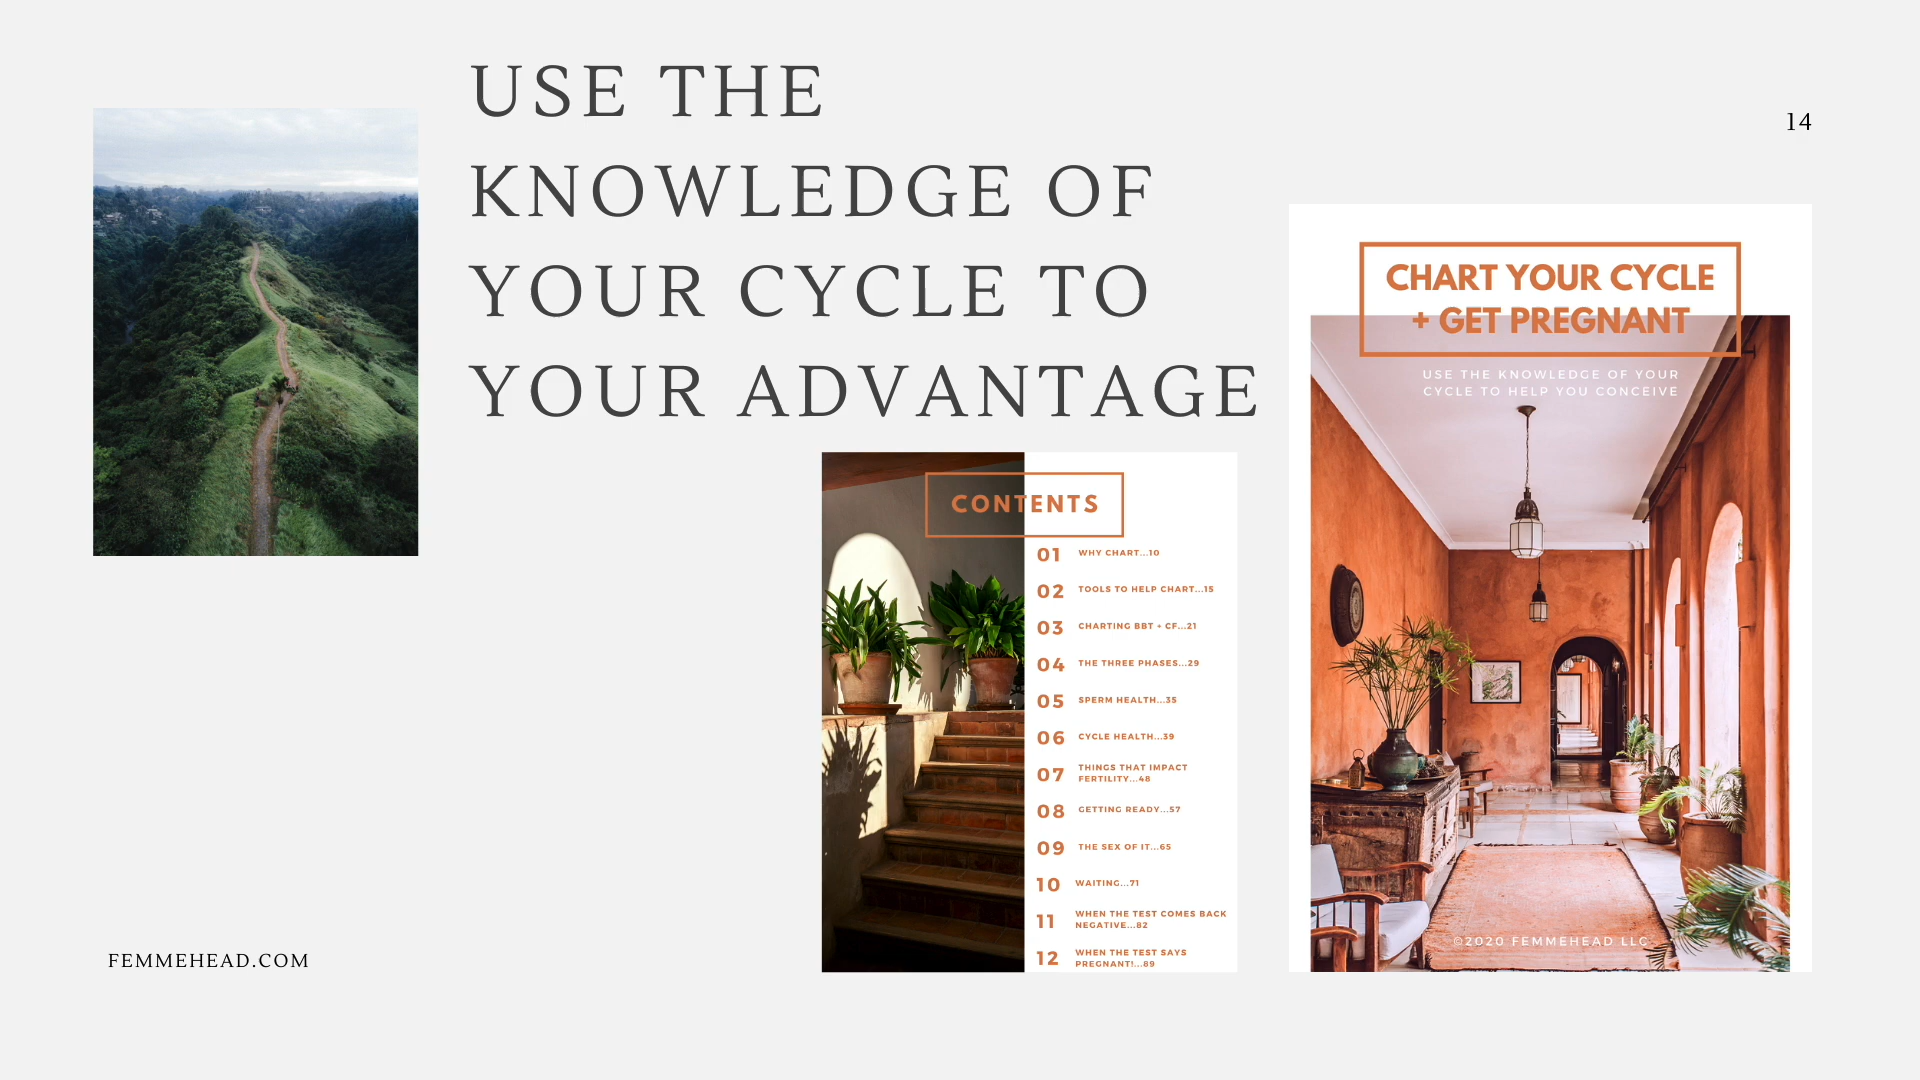 USE THE
KNOWLEDGE OF
YOUR CYCLE TO
YOUR ADVANTAGE
14
CHART YOUR CYCLE
+ GET PREGNANT
USE THE KNOWLEDGE OF YOUR
CYCLE TO HELP YOU CONCEIVE
©2020 FEMMEHEAD LLC
CONTENTS
01 WHY CHART...10
02 TOOLS TO HELP CHART...15
03 CHARTING BBT + CF...21
04 THE THREE PHASES...29
05 SPERM HEALTH...35
06 CYCLE HEALTH...39
07 THINGS THAT IMPACT
FERTILITY...48
08 GETTING READY...57
09 THE SEX OF IT...65
10 WAITING...71
11 WHEN THE TEST COMES BACK
NEGATIVE...82
12 WHEN THE TEST SAYS
PREGNANT!...89
FEMMEHEAD.COM